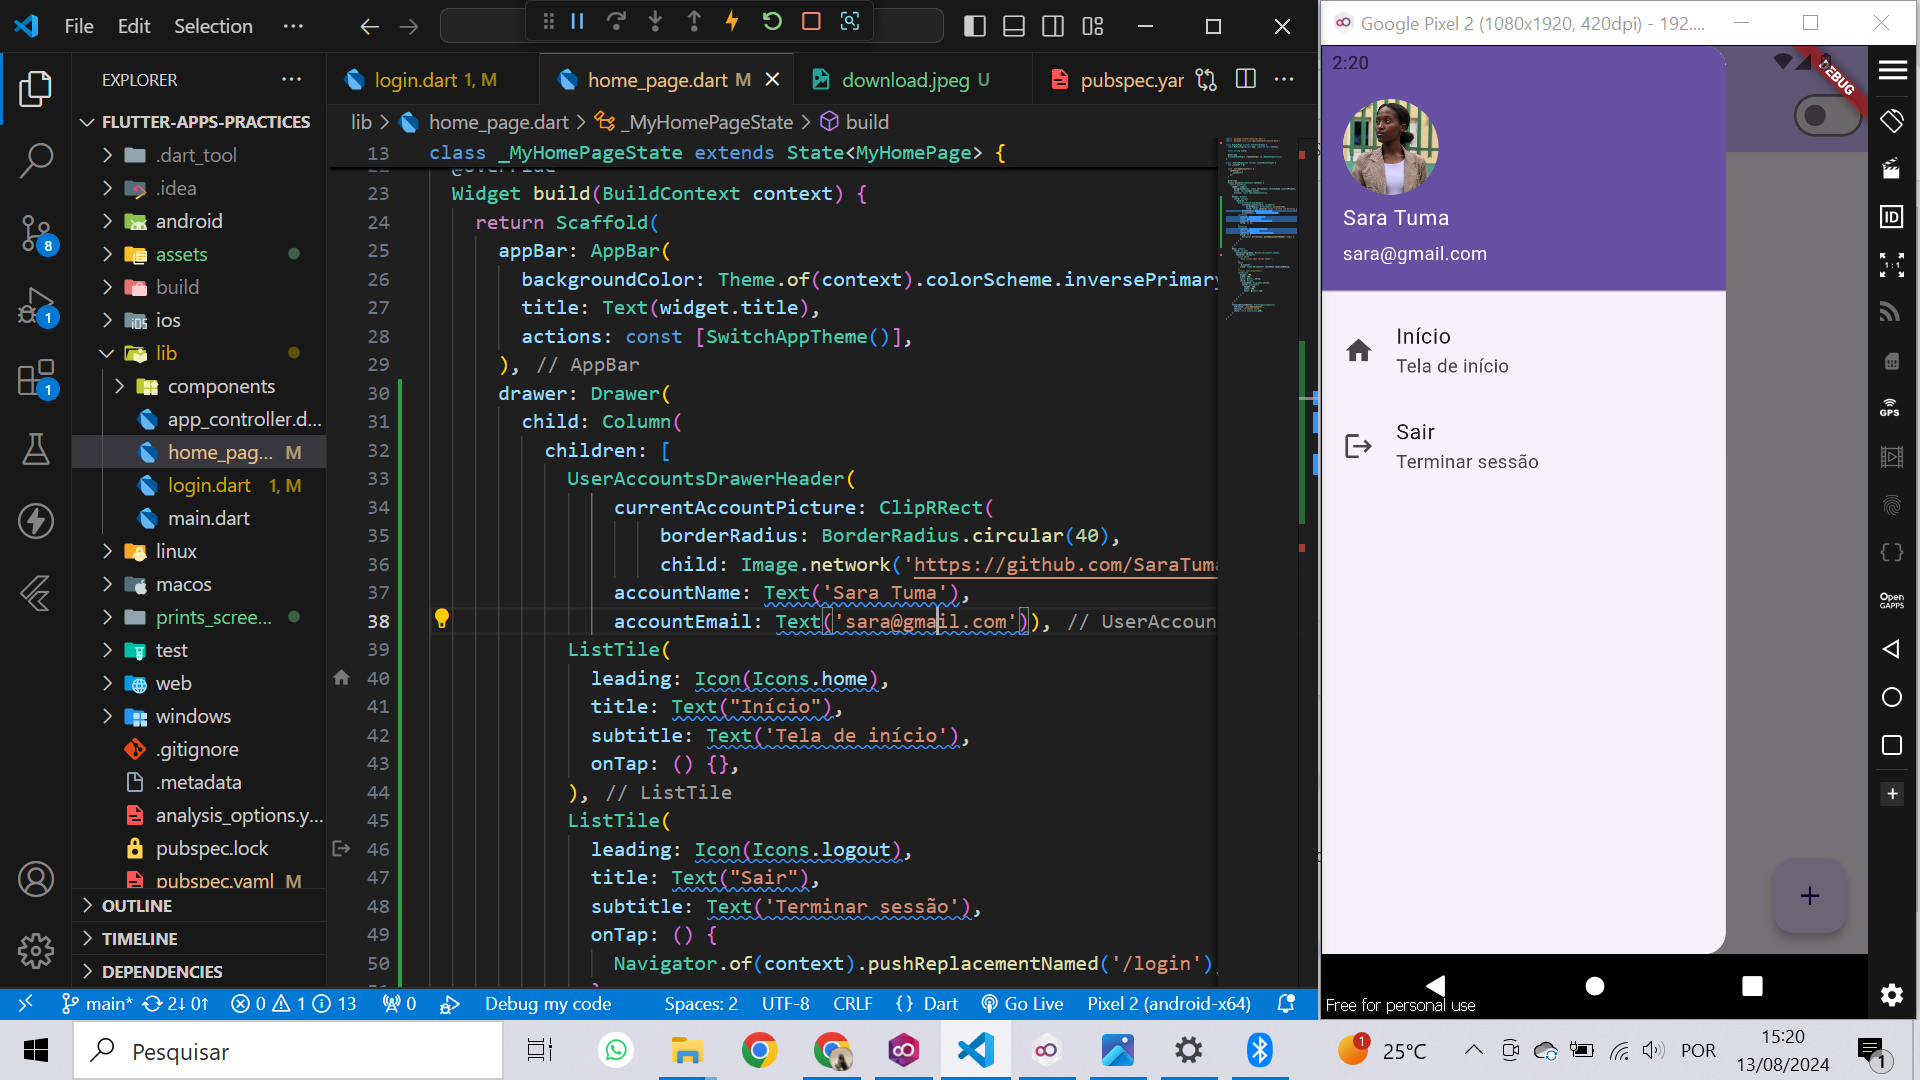 File Edit Selection ···
login.dart 1, M
home_page.dart M
download.jpeg U
pubspec.yar
EXPLORER
FLUTTER-APPS-PRACTICES
.dart_tool
.idea
android
assets
build
ios
lib
components
app_controller.d...
home_pag... M
login.dart 1, M
main.dart
linux
macos
prints_scree...
test
web
windows
.gitignore
.metadata
analysis_options.y...
pubspec.lock
pubspec.yaml M
OUTLINE
TIMELINE
DEPENDENCIES
8
1
1
lib > home_page.dart > _MyHomePageState > build
13 class _MyHomePageState extends State<MyHomePage> {
@override
23 Widget build(BuildContext context) {
24 return Scaffold(
25 appBar: AppBar(
26 backgroundColor: Theme.of(context).colorScheme.inversePrimary
27 title: Text(widget.title),
28 actions: const [SwitchAppTheme()],
29 ), // AppBar
30 drawer: Drawer(
31 child: Column(
32 children: [
33 UserAccountsDrawerHeader(
34 currentAccountPicture: ClipRRect(
35 borderRadius: BorderRadius.circular(40),
36 child: Image.network('https://github.com/SaraTuma
37 accountName: Text('Sara Tuma'),
38 accountEmail: Text('sara@gmail.com')), // UserAccoun
39 ListTile(
40 leading: Icon(Icons.home),
41 title: Text("Início"),
42 subtitle: Text('Tela de início'),
43 onTap: () {},
44 ), // ListTile
45 ListTile(
46 leading: Icon(Icons.logout),
47 title: Text("Sair"),
48 subtitle: Text('Terminar sessão'),
49 onTap: () {
50 Navigator.of(context).pushReplacementNamed('/login')
main* 2↓ 0↑ 0 1 13 0 Debug my code Spaces: 2 UTF-8 CRLF {} Dart Go Live Pixel 2 (android-x64)
Google Pixel 2 (1080x1920, 420dpi) - 192....
2:20
DEBUG
Sara Tuma
sara@gmail.com
Início
Tela de início
Sair
Terminar sessão
+
Free for personal use
ID
1:1
GPS
OPEN
GAPPS
Pesquisar
1
25°C
POR
15:20
13/08/2024
1